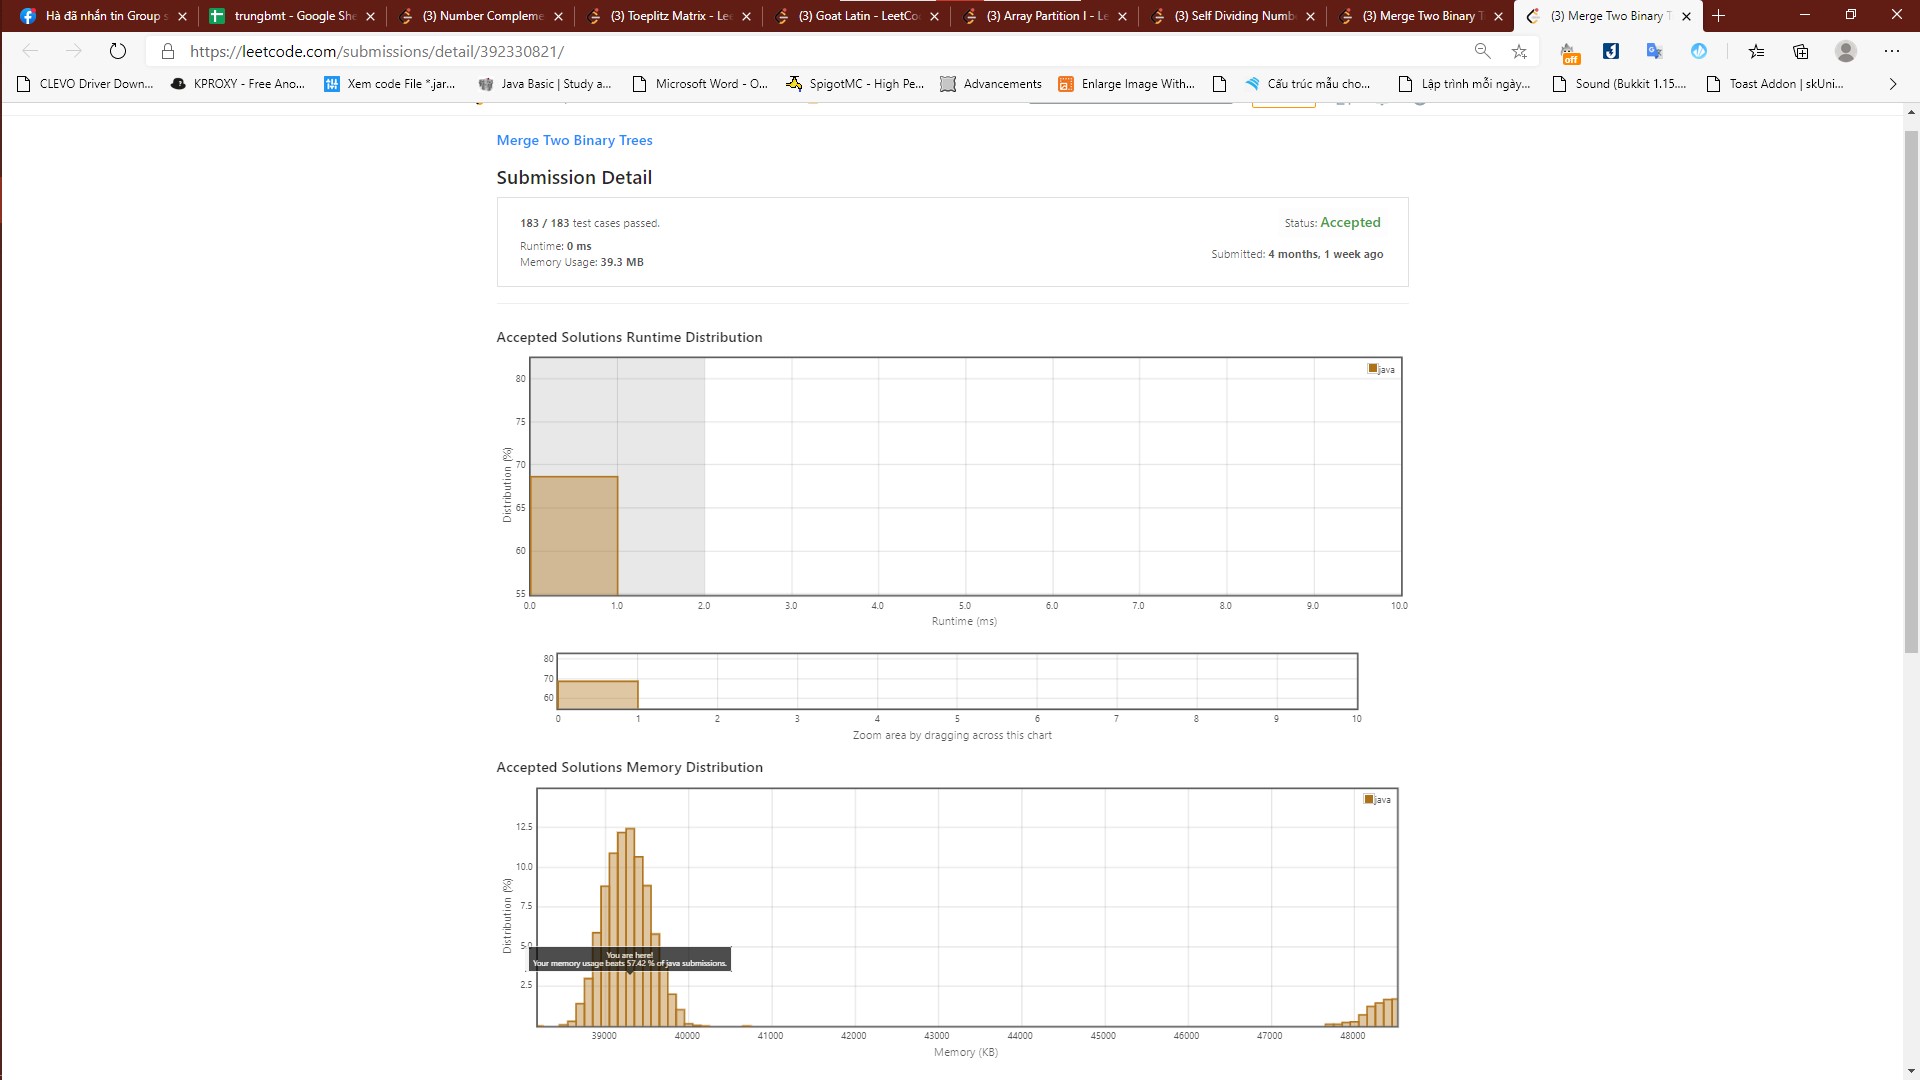 Hà đã nhắn tin Group s
trungbmt - Google She
(3) Number Compleme
(3) Toeplitz Matrix - Lee
(3) Goat Latin - LeetCod
(3) Array Partition I - Le
(3) Self Dividing Numb
(3) Merge Two Binary T
(3) Merge Two Binary T
https://leetcode.com/submissions/detail/392330821/
off
CLEVO Driver Down...
KPROXY - Free Ano...
Xem code File *.jar...
Java Basic | Study a...
Microsoft Word - O...
SpigotMC - High Pe...
Advancements
Enlarge Image With...
Cấu trúc mẫu cho...
Lập trình mỗi ngày...
Sound (Bukkit 1.15....
Toast Addon | skUni...
Merge Two Binary Trees
Submission Detail
183 / 183 test cases passed.
Status: Accepted
Runtime: 0 ms
Memory Usage: 39.3 MB
Submitted: 4 months, 1 week ago
Accepted Solutions Runtime Distribution
java
80
75
70
65
60
55
Distribution (%)
0.0 1.0 2.0 3.0 4.0 5.0 6.0 7.0 8.0 9.0 10.0
Runtime (ms)
80
70
60
0 1 2 3 4 5 6 7 8 9 10
Zoom area by dragging across this chart
Accepted Solutions Memory Distribution
java
12.5
10.0
7.5
5.0
2.5
Distribution (%)
You are here!
Your memory usage beats 57.42 % of java submissions.
39000 40000 41000 42000 43000 44000 45000 46000 47000 48000
Memory (KB)